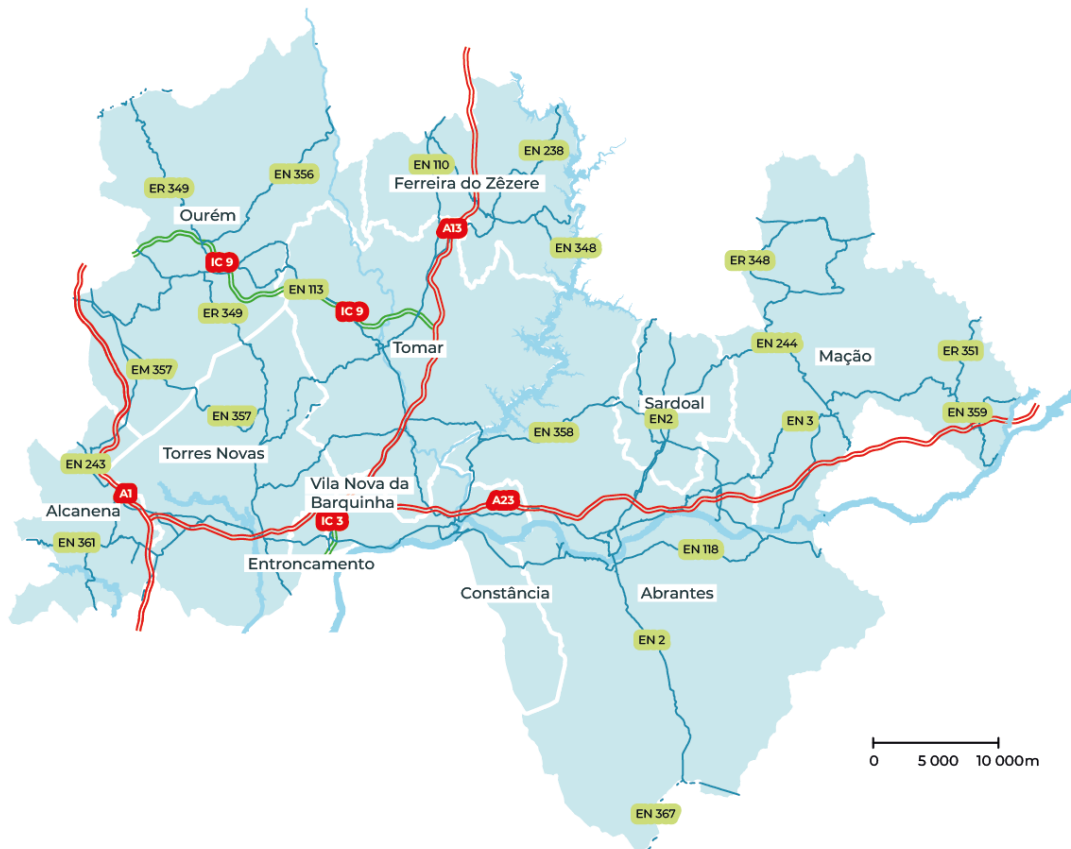 EN 238
EN 110
EN 356
Ferreira do Zêzere
ER 349
Ourém
A13
EN 348
ER 348
IC 9
EN 113
IC 9
ER 349
EN 244
Tomar
Mação
ER 351
EM 357
Sardoal
EN 357
EN2
EN 359
EN 3
EN 358
Torres Novas
EN 243
Vila Nova da
Barquinha
A1
A23
Alcanena
IC 3
EN 361
EN 118
Entroncamento
Constância
Abrantes
EN 2
0 5 000 10 000m
EN 367